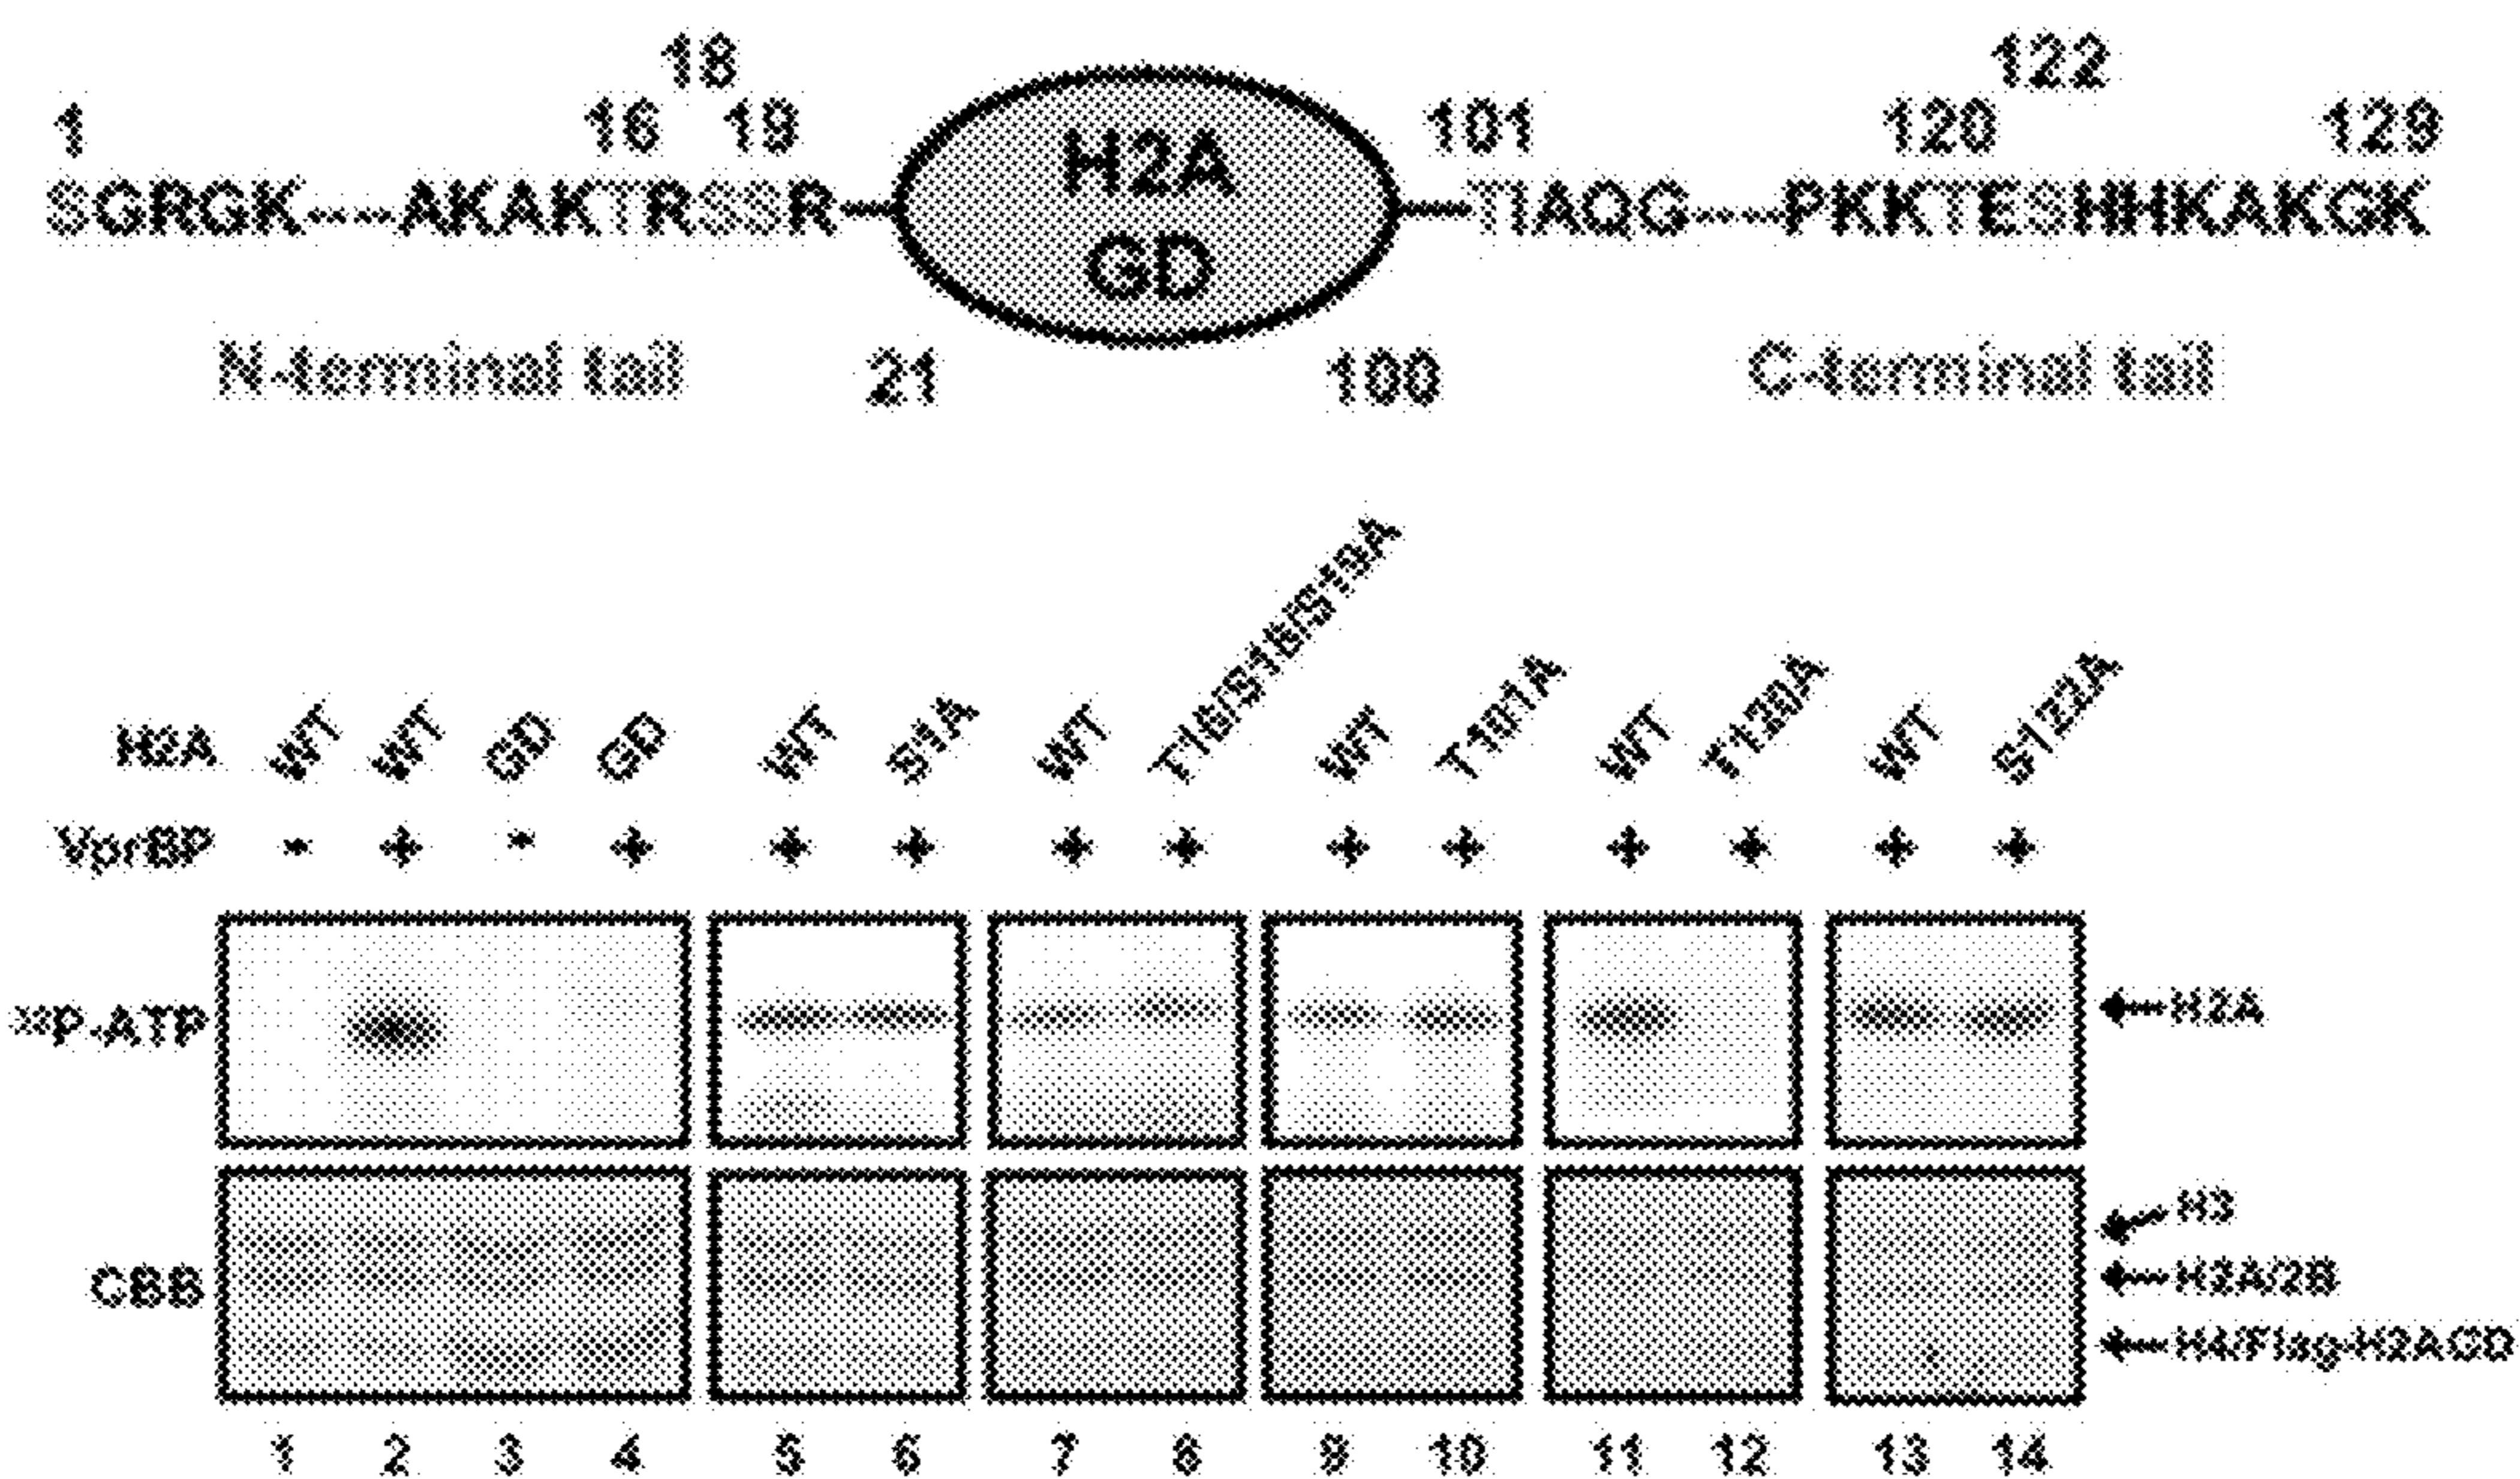 18 122
1 16 19 101 120 129
SGRGK----AKAKTRSSR H2A TIAQG-----PKKTESHHKAKGK
GD
N-terminal tail 21 100 C-terminal tail
H2A WT WT GD GD WT S1A WT T16/S18/S19A WT T101A WT T120A WT S122A
VprBP - + - + + + + + + + + + + +
32P-ATP H2A
H3
CBB H2A/2B
H4/Flag-H2AGD
1 2 3 4 5 6 7 8 9 10 11 12 13 14